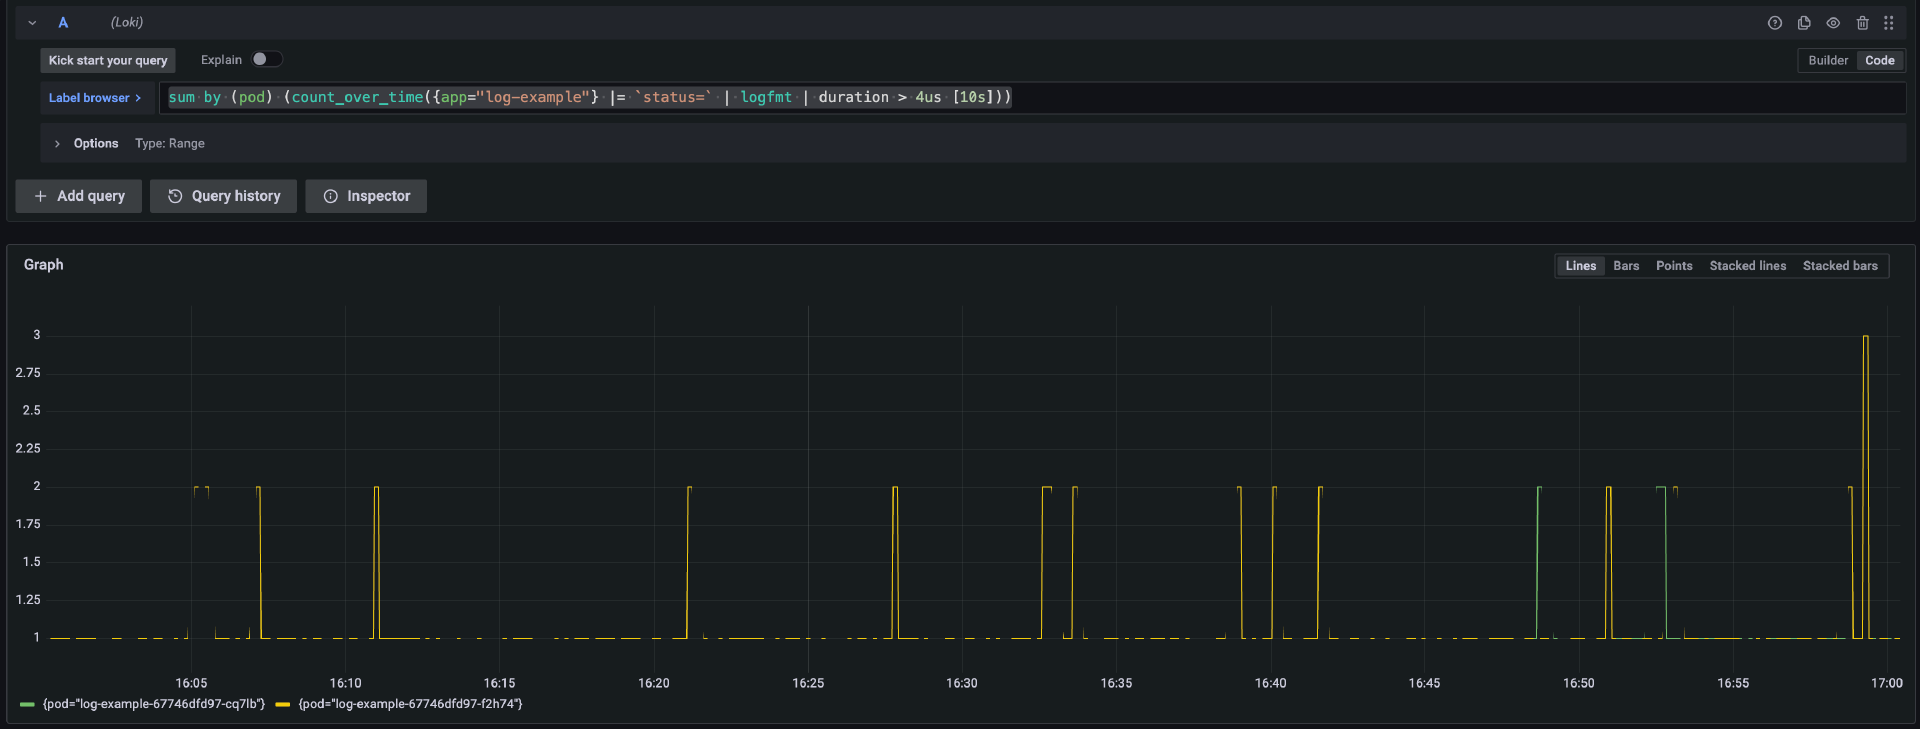 A (Loki)
Kick start your query Explain Builder Code
Label browser > sum by (pod) (count_over_time({app="log-example"} |= `status=` | logfmt | duration > 4us [10s]))
> Options Type: Range
+ Add query Query history Inspector
Graph Lines Bars Points Stacked lines Stacked bars
3
2.75
2.5
2.25
2
1.75
1.5
1.25
1
16:05 16:10 16:15 16:20 16:25 16:30 16:35 16:40 16:45 16:50 16:55 17:00
{pod="log-example-67746dfd97-cq7lb"} {pod="log-example-67746dfd97-f2h74"}